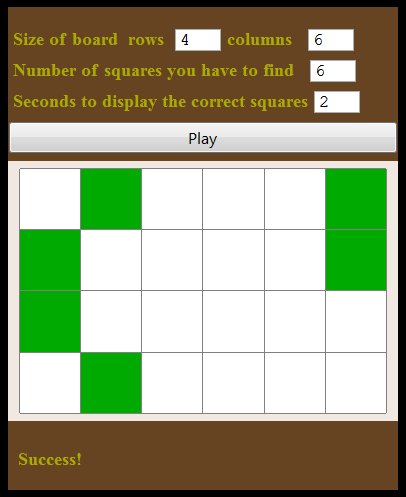 Size of board rows 4 columns 6
Number of squares you have to find 6
Seconds to display the correct squares 2
Play
Success!